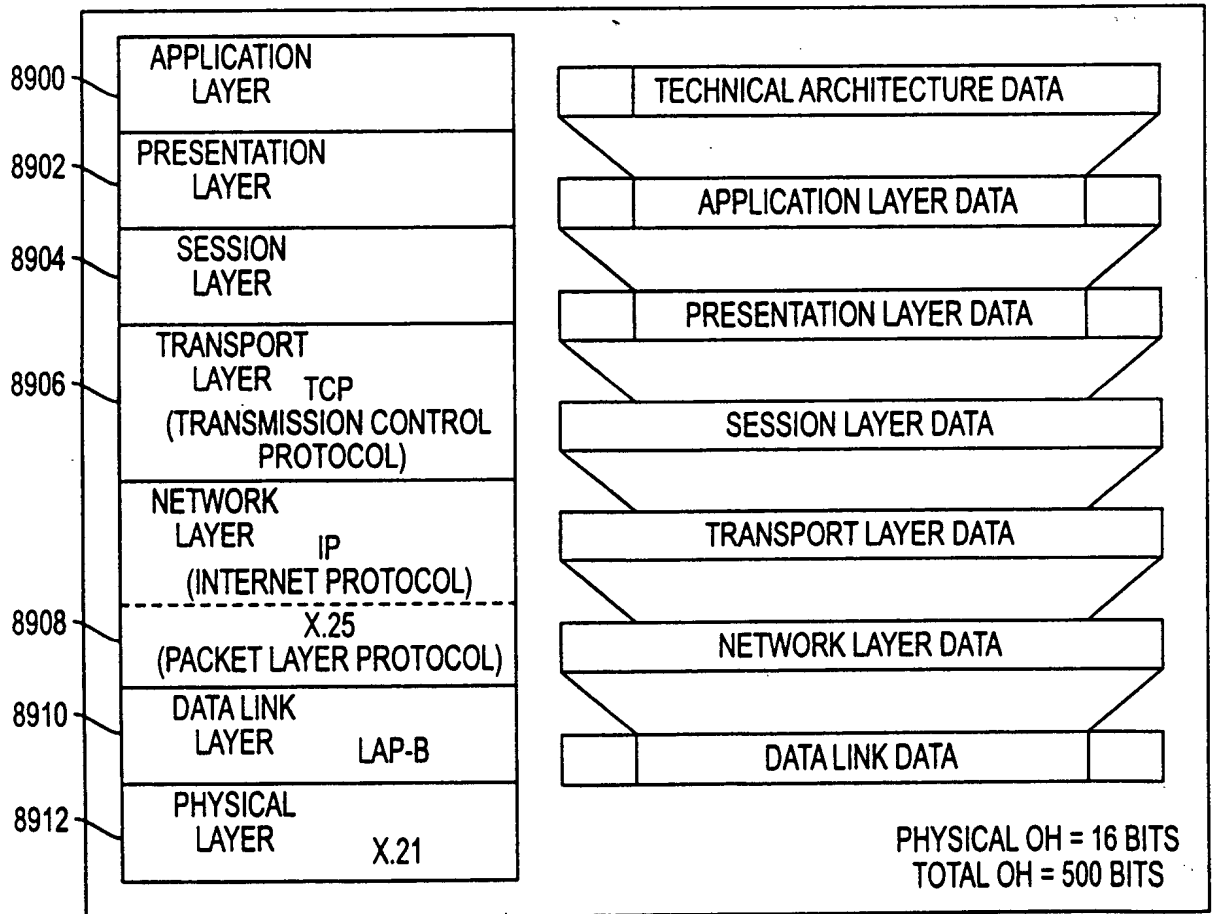 8900
APPLICATION
LAYER
8902
PRESENTATION
LAYER
8904
SESSION
LAYER
8906
TRANSPORT
LAYER TCP
(TRANSMISSION CONTROL
PROTOCOL)
NETWORK
LAYER IP
(INTERNET PROTOCOL)
8908
X.25
(PACKET LAYER PROTOCOL)
8910
DATA LINK
LAYER LAP-B
8912
PHYSICAL
LAYER X.21
TECHNICAL ARCHITECTURE DATA
APPLICATION LAYER DATA
PRESENTATION LAYER DATA
SESSION LAYER DATA
TRANSPORT LAYER DATA
NETWORK LAYER DATA
DATA LINK DATA
PHYSICAL OH = 16 BITS
TOTAL OH = 500 BITS